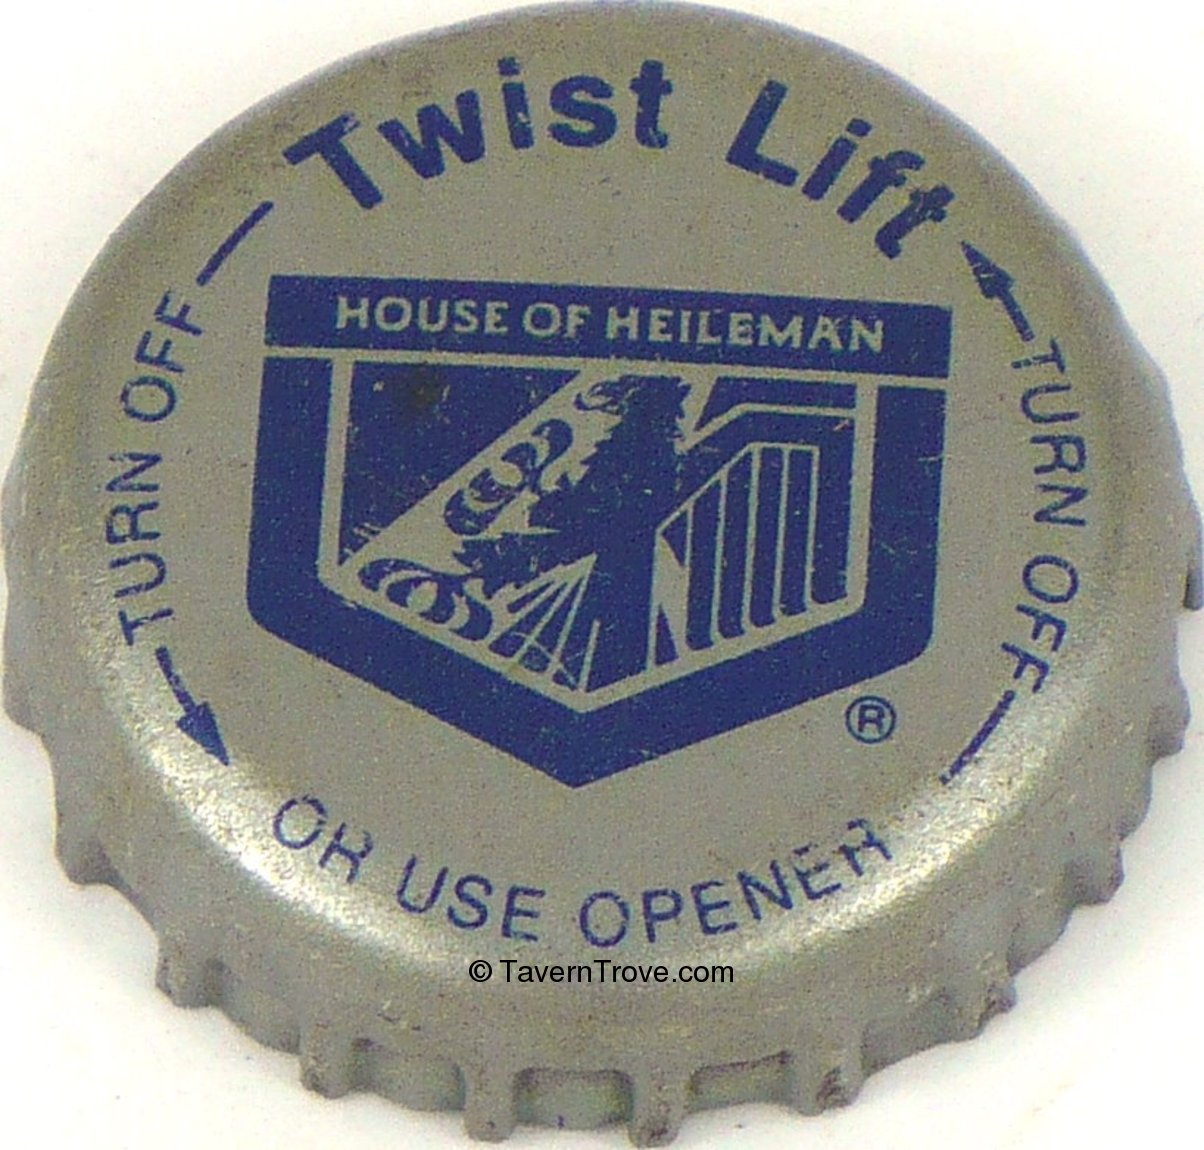 Twist Lift
TURN OFF
HOUSE OF HEILEMAN
TURN OFF
®
OR USE OPENER
© TavernTrove.com